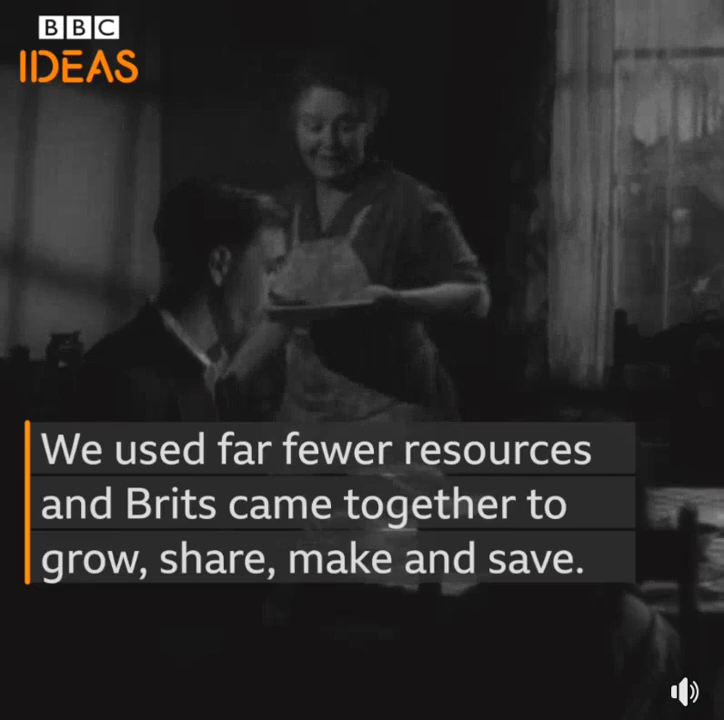 BBC
IDEAS
We used far fewer resources
and Brits came together to
grow, share, make and save.